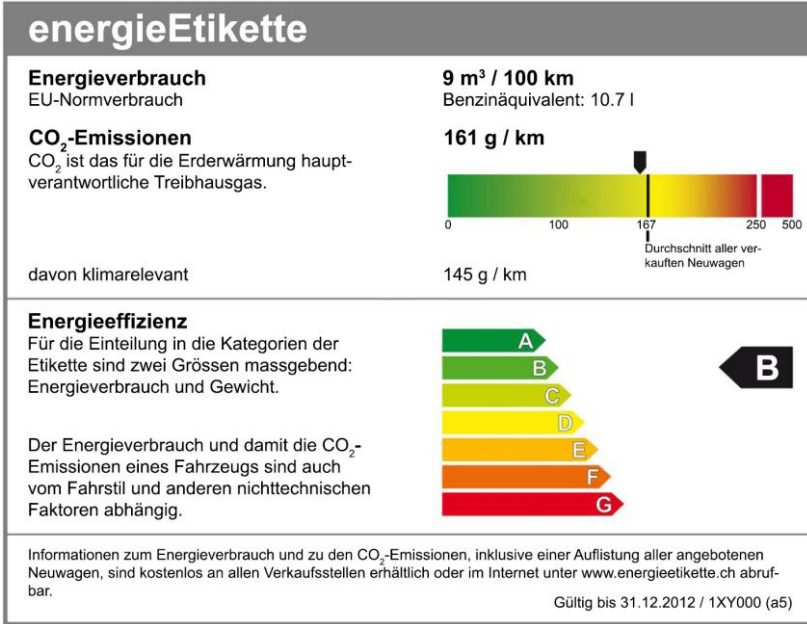 energieEtikette
Energieverbrauch
EU-Normverbrauch
9 m³ / 100 km
Benzinäquivalent: 10.7 l
CO₂-Emissionen
CO₂ ist das für die Erderwärmung haupt-
verantwortliche Treibhausgas.
161 g / km
0 100 167 250 500
Durchschnitt aller ver-
kauften Neuwagen
davon klimarelevant
145 g / km
Energieeffizienz
Für die Einteilung in die Kategorien der
Etikette sind zwei Grössen massgebend:
Energieverbrauch und Gewicht.
Der Energieverbrauch und damit die CO₂-
Emissionen eines Fahrzeugs sind auch
vom Fahrstil und anderen nichttechnischen
Faktoren abhängig.
A
B
C
D
E
F
G
B
Informationen zum Energieverbrauch und zu den CO₂-Emissionen, inklusive einer Auflistung aller angebotenen
Neuwagen, sind kostenlos an allen Verkaufsstellen erhältlich oder im Internet unter www.energieetikette.ch abruf-
bar.
Gültig bis 31.12.2012 / 1XY000 (a5)